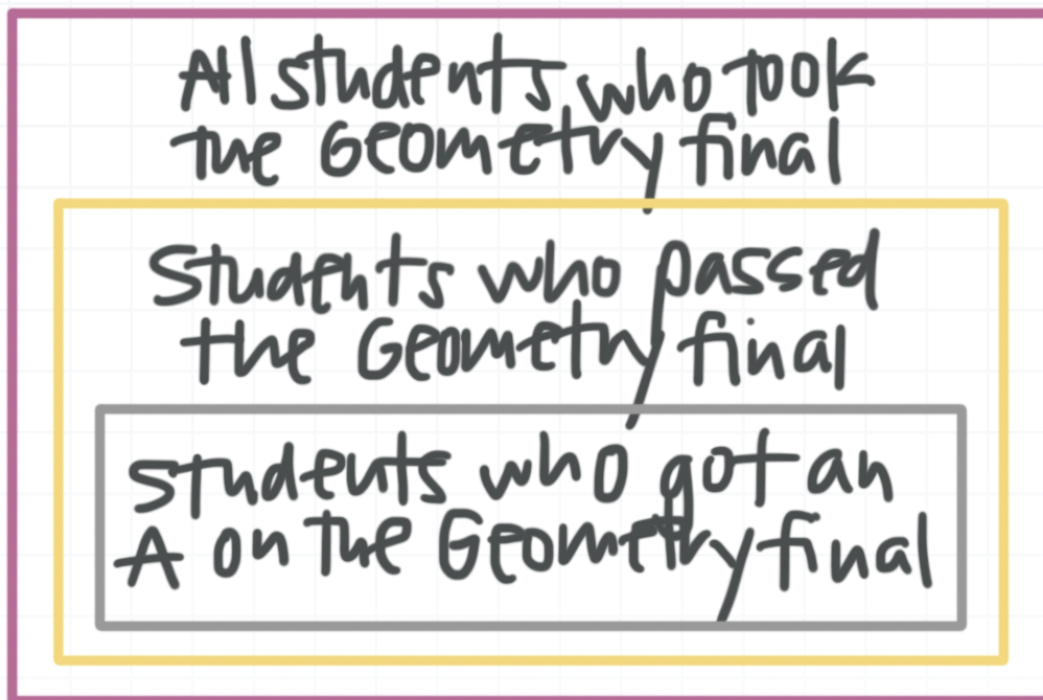 All students who took
the Geometry final
Students who passed
the Geometry final
students who got an
A on the Geometry final